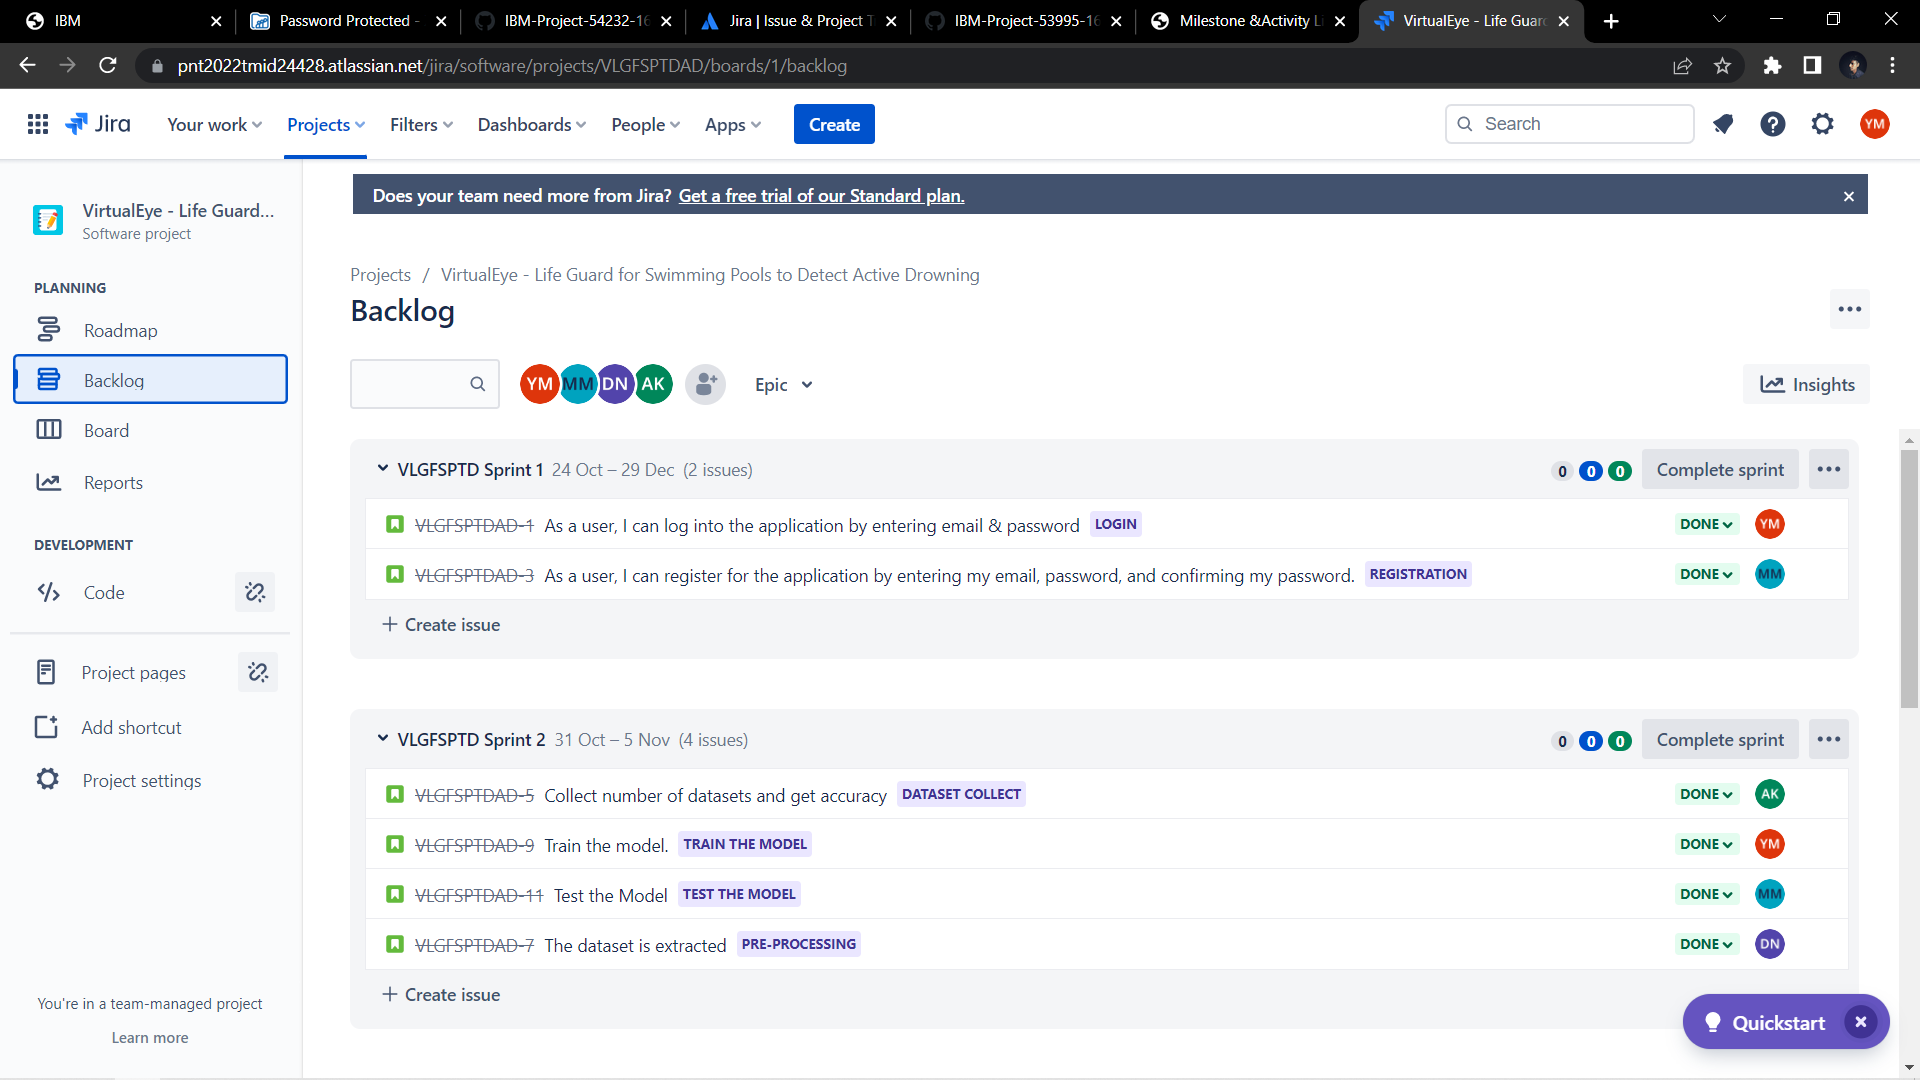 IBM
Password Protected -
IBM-Project-54232-16
Jira | Issue & Project T
IBM-Project-53995-16
Milestone &Activity Li
VirtualEye - Life Guar
pnt2022tmid24428.atlassian.net/jira/software/projects/VLGFSPTDAD/boards/1/backlog
Jira
Your work
Projects
Filters
Dashboards
People
Apps
Create
Search
YM
Does your team need more from Jira? Get a free trial of our Standard plan.
VirtualEye - Life Guard...
Software project
PLANNING
Roadmap
Backlog
Board
Reports
DEVELOPMENT
Code
Project pages
Add shortcut
Project settings
You're in a team-managed project
Learn more
Projects / VirtualEye - Life Guard for Swimming Pools to Detect Active Drowning
Backlog
YM MM DN AK
Epic
Insights
VLGFSPTD Sprint 1 24 Oct – 29 Dec (2 issues) 0 0 0 Complete sprint
VLGFSPTDAD-1 As a user, I can log into the application by entering email & password LOGIN DONE YM
VLGFSPTDAD-3 As a user, I can register for the application by entering my email, password, and confirming my password. REGISTRATION DONE MM
+ Create issue
VLGFSPTD Sprint 2 31 Oct – 5 Nov (4 issues) 0 0 0 Complete sprint
VLGFSPTDAD-5 Collect number of datasets and get accuracy DATASET COLLECT DONE AK
VLGFSPTDAD-9 Train the model. TRAIN THE MODEL DONE YM
VLGFSPTDAD-11 Test the Model TEST THE MODEL DONE MM
VLGFSPTDAD-7 The dataset is extracted PRE-PROCESSING DONE DN
+ Create issue
Quickstart